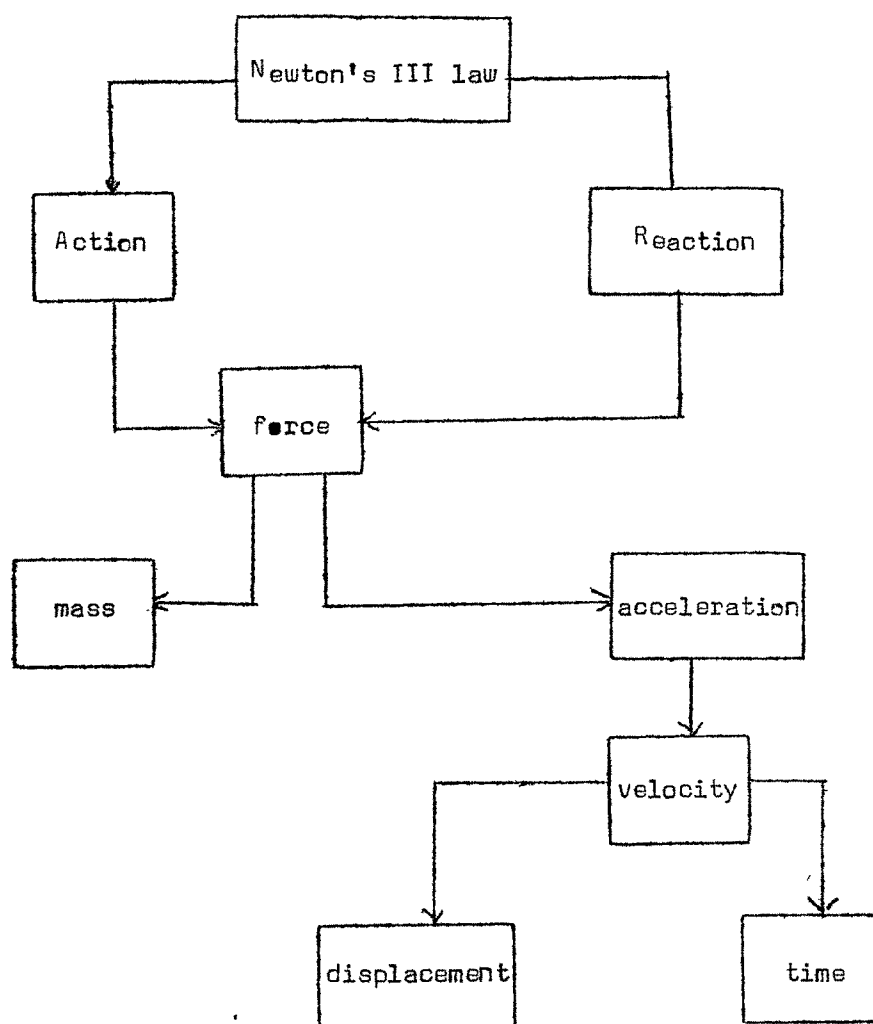 Newton's III law
Action
Reaction
force
mass
acceleration
velocity
displacement
time